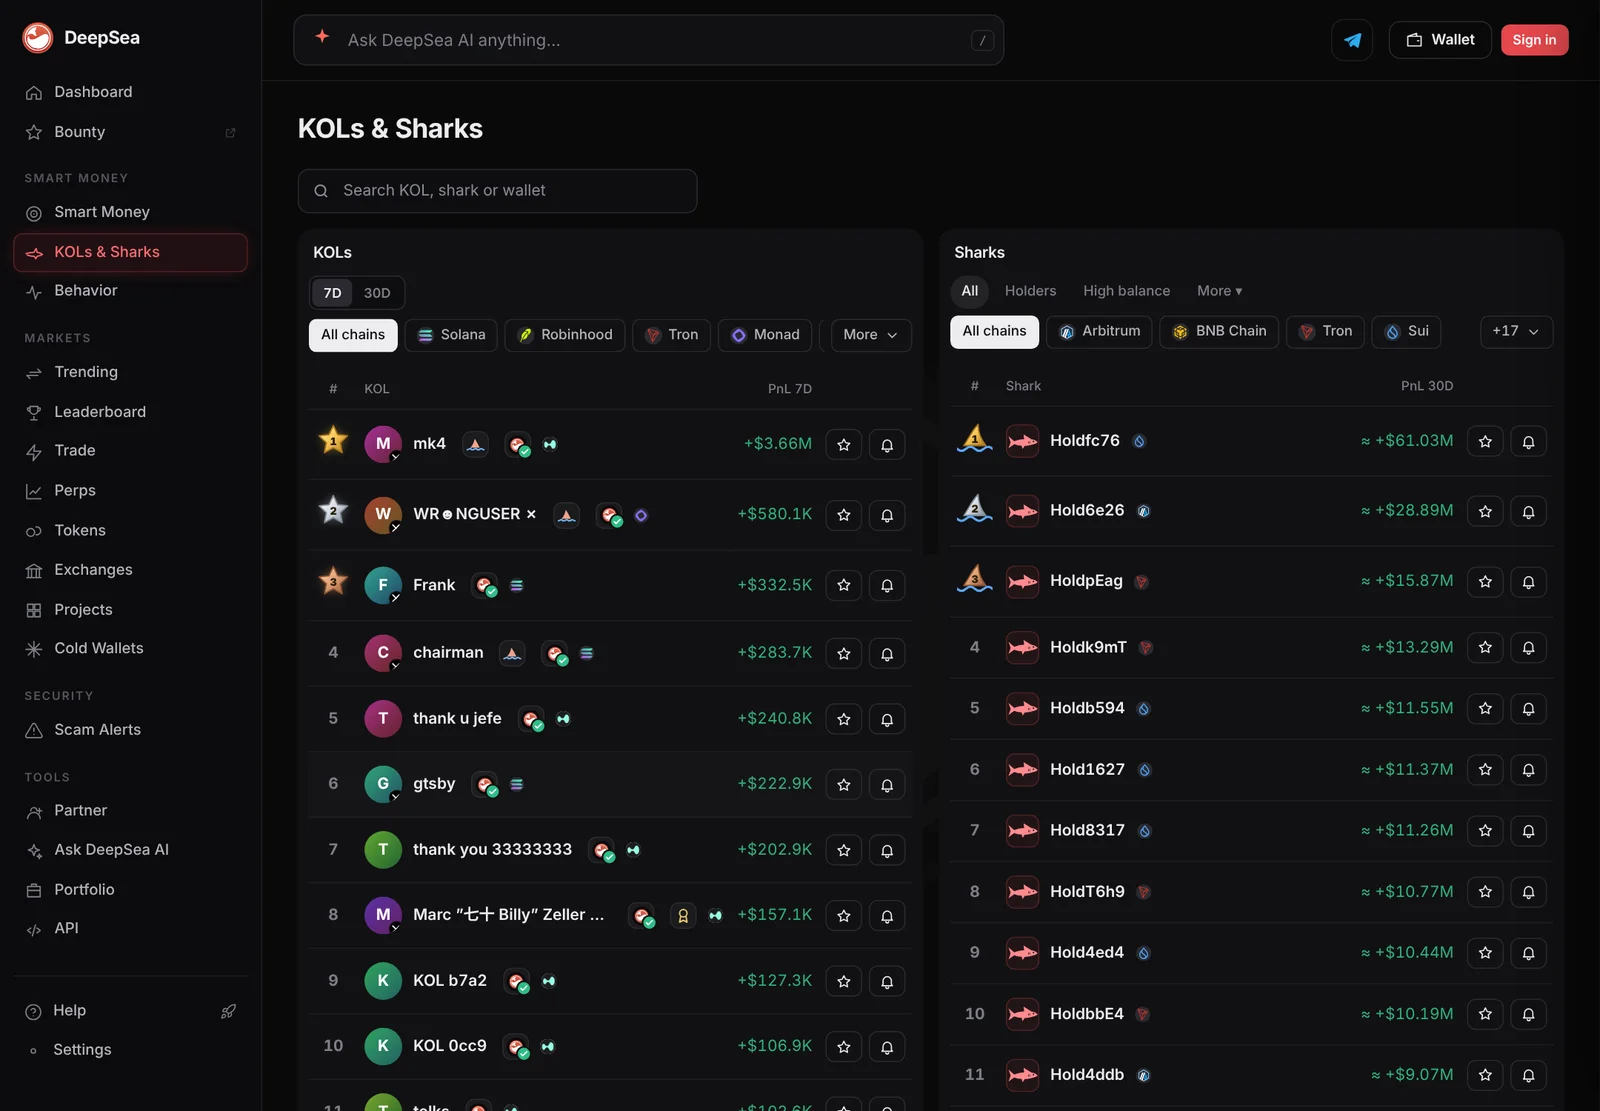 DeepSea
Ask DeepSea AI anything...
/
Wallet
Sign in
Dashboard
Bounty
SMART MONEY
Smart Money
KOLs & Sharks
Behavior
MARKETS
Trending
Leaderboard
Trade
Perps
Tokens
Exchanges
Projects
Cold Wallets
SECURITY
Scam Alerts
TOOLS
Partner
Ask DeepSea AI
Portfolio
API
Help
Settings
KOLs & Sharks
Search KOL, shark or wallet
KOLs
7D 30D
All chains Solana Robinhood Tron Monad More
# KOL PnL 7D
1 M mk4 +$3.66M
2 W WR☻NGUSER × +$580.1K
3 F Frank +$332.5K
4 C chairman +$283.7K
5 T thank u jefe +$240.8K
6 G gtsby +$222.9K
7 T thank you 33333333 +$202.9K
8 M Marc ”七十 Billy” Zeller ... +$157.1K
9 K KOL b7a2 +$127.3K
10 K KOL 0cc9 +$106.9K
11 T talks +$102.6K
Sharks
All Holders High balance More ▾
All chains Arbitrum BNB Chain Tron Sui +17
# Shark PnL 30D
1 Holdfc76 ≈ +$61.03M
2 Hold6e26 ≈ +$28.89M
3 HoldpEag ≈ +$15.87M
4 Holdk9mT ≈ +$13.29M
5 Holdb594 ≈ +$11.55M
6 Hold1627 ≈ +$11.37M
7 Hold8317 ≈ +$11.26M
8 HoldT6h9 ≈ +$10.77M
9 Hold4ed4 ≈ +$10.44M
10 HoldbbE4 ≈ +$10.19M
11 Hold4ddb ≈ +$9.07M